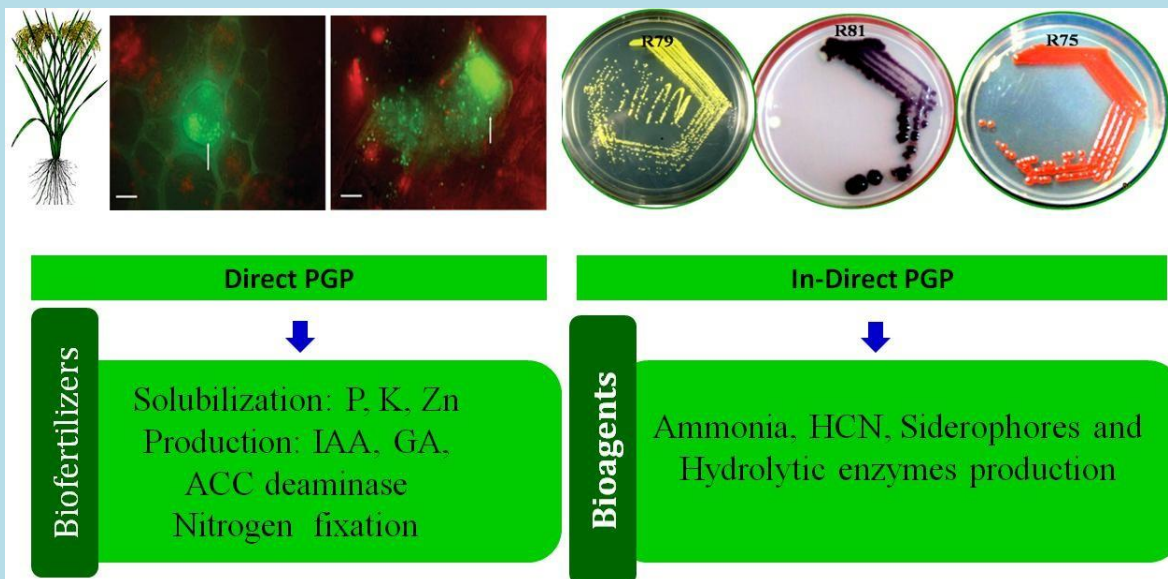 R79
R81
R75
Direct PGP
In-Direct PGP
Biofertilizers
Solubilization: P, K, Zn
Production: IAA, GA,
ACC deaminase
Nitrogen fixation
Bioagents
Ammonia, HCN, Siderophores and
Hydrolytic enzymes production